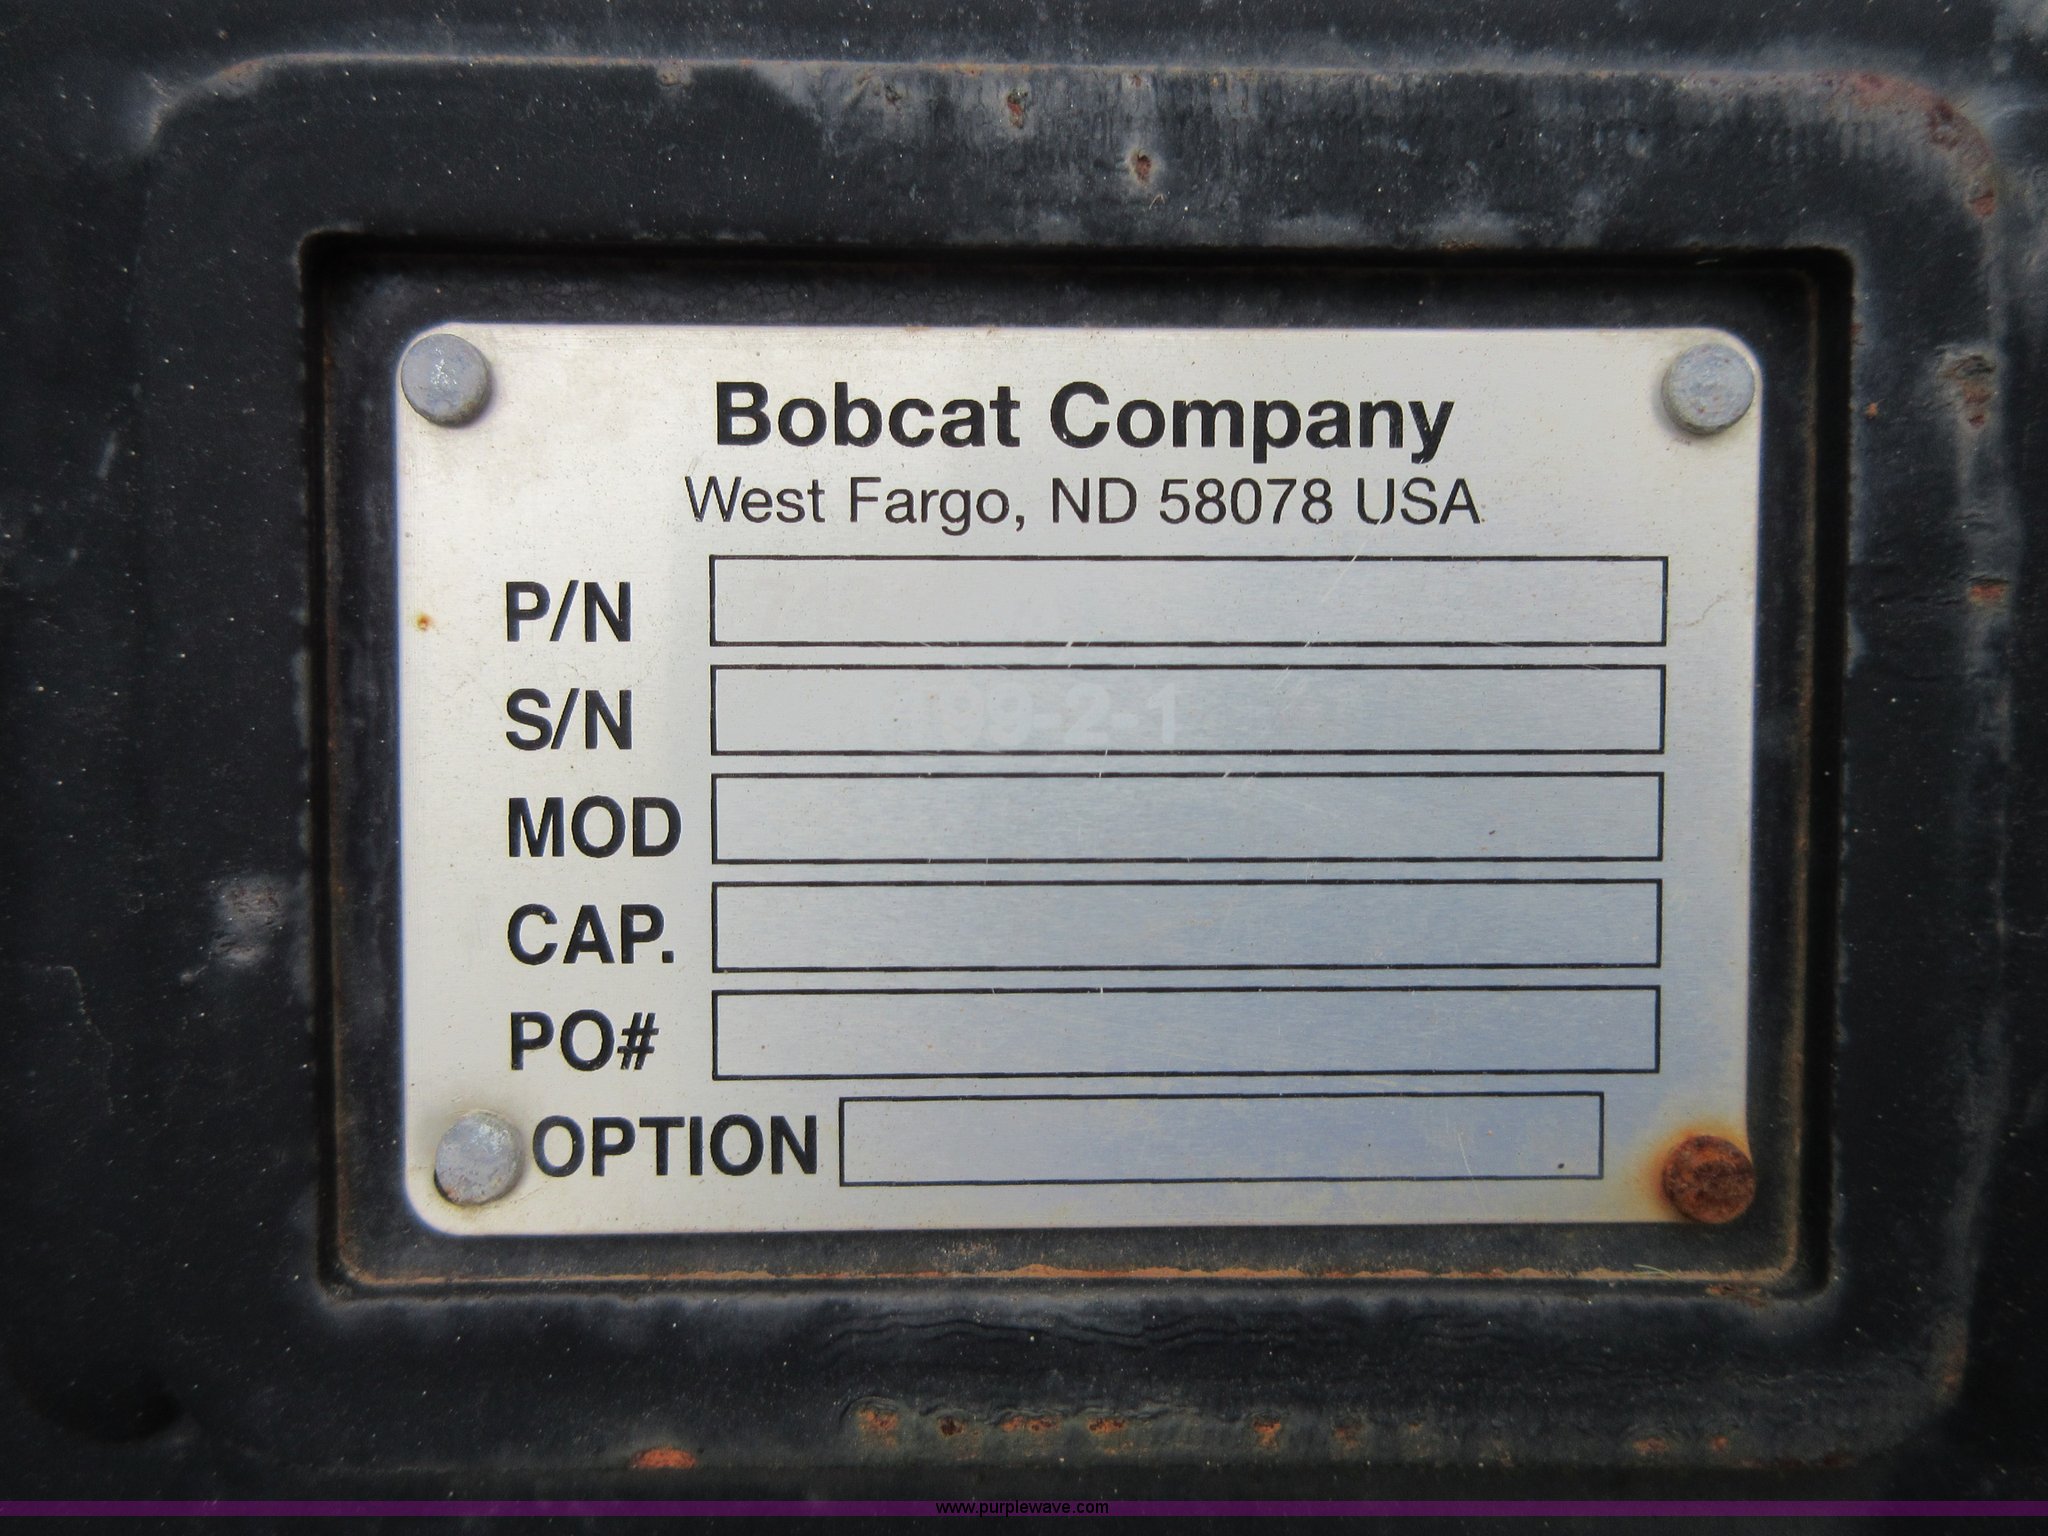 Bobcat Company
West Fargo, ND 58078 USA
P/N
S/N
MOD
CAP.
PO#
OPTION
www.purplewave.com